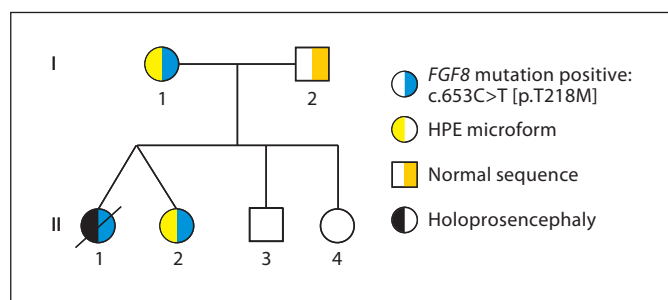 I
1
2
FGF8 mutation positive:
c.653C>T [p.T218M]
HPE microform
Normal sequence
Holoprosencephaly
II
1
2
3
4